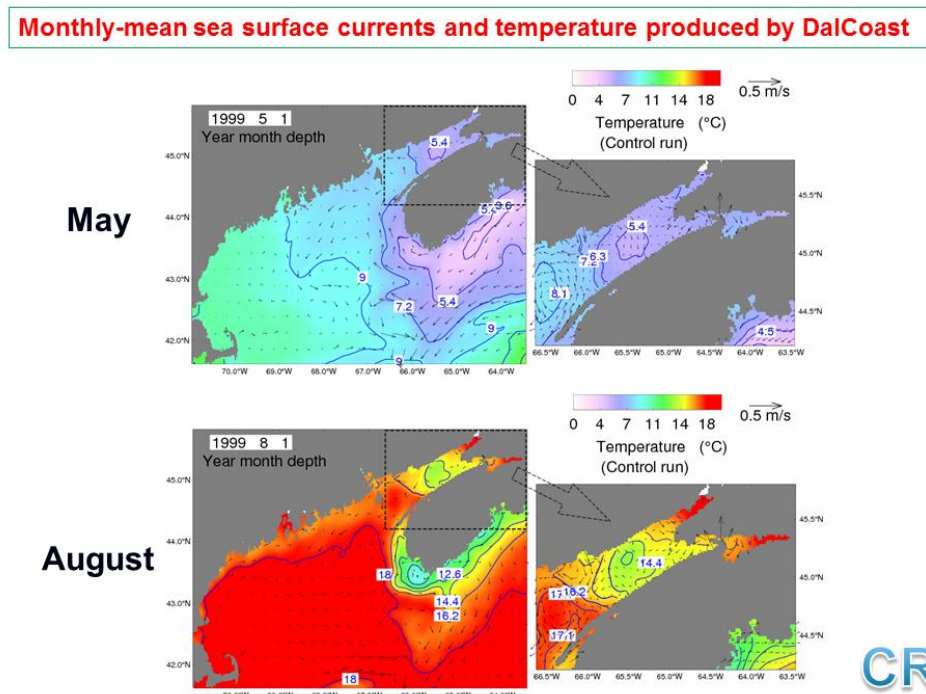 Monthly-mean sea surface currents and temperature produced by DalCoast
0 4 7 11 14 18
0.5 m/s
Temperature (°C)
(Control run)
1999 5 1
Year month depth
May
45.0°N
44.0°N
43.0°N
42.0°N
70.0°W 69.0°W 68.0°W 67.0°W 66.0°W 65.0°W 64.0°W
5.4
9
7.2
5.4
9
9
45.5°N
45.0°N
44.5°N
66.5°W 66.0°W 65.5°W 65.0°W 64.5°W 64.0°W 63.5°W
5.4
6.3
8.1
4.5
0 4 7 11 14 18
0.5 m/s
Temperature (°C)
(Control run)
1999 8 1
Year month depth
August
45.0°N
44.0°N
43.0°N
42.0°N
18
12.6
14.4
16.2
18
45.5°N
45.0°N
44.5°N
66.5°W 66.0°W 65.5°W 65.0°W 64.5°W 64.0°W 63.5°W
14.4
16.2
17.1
CR